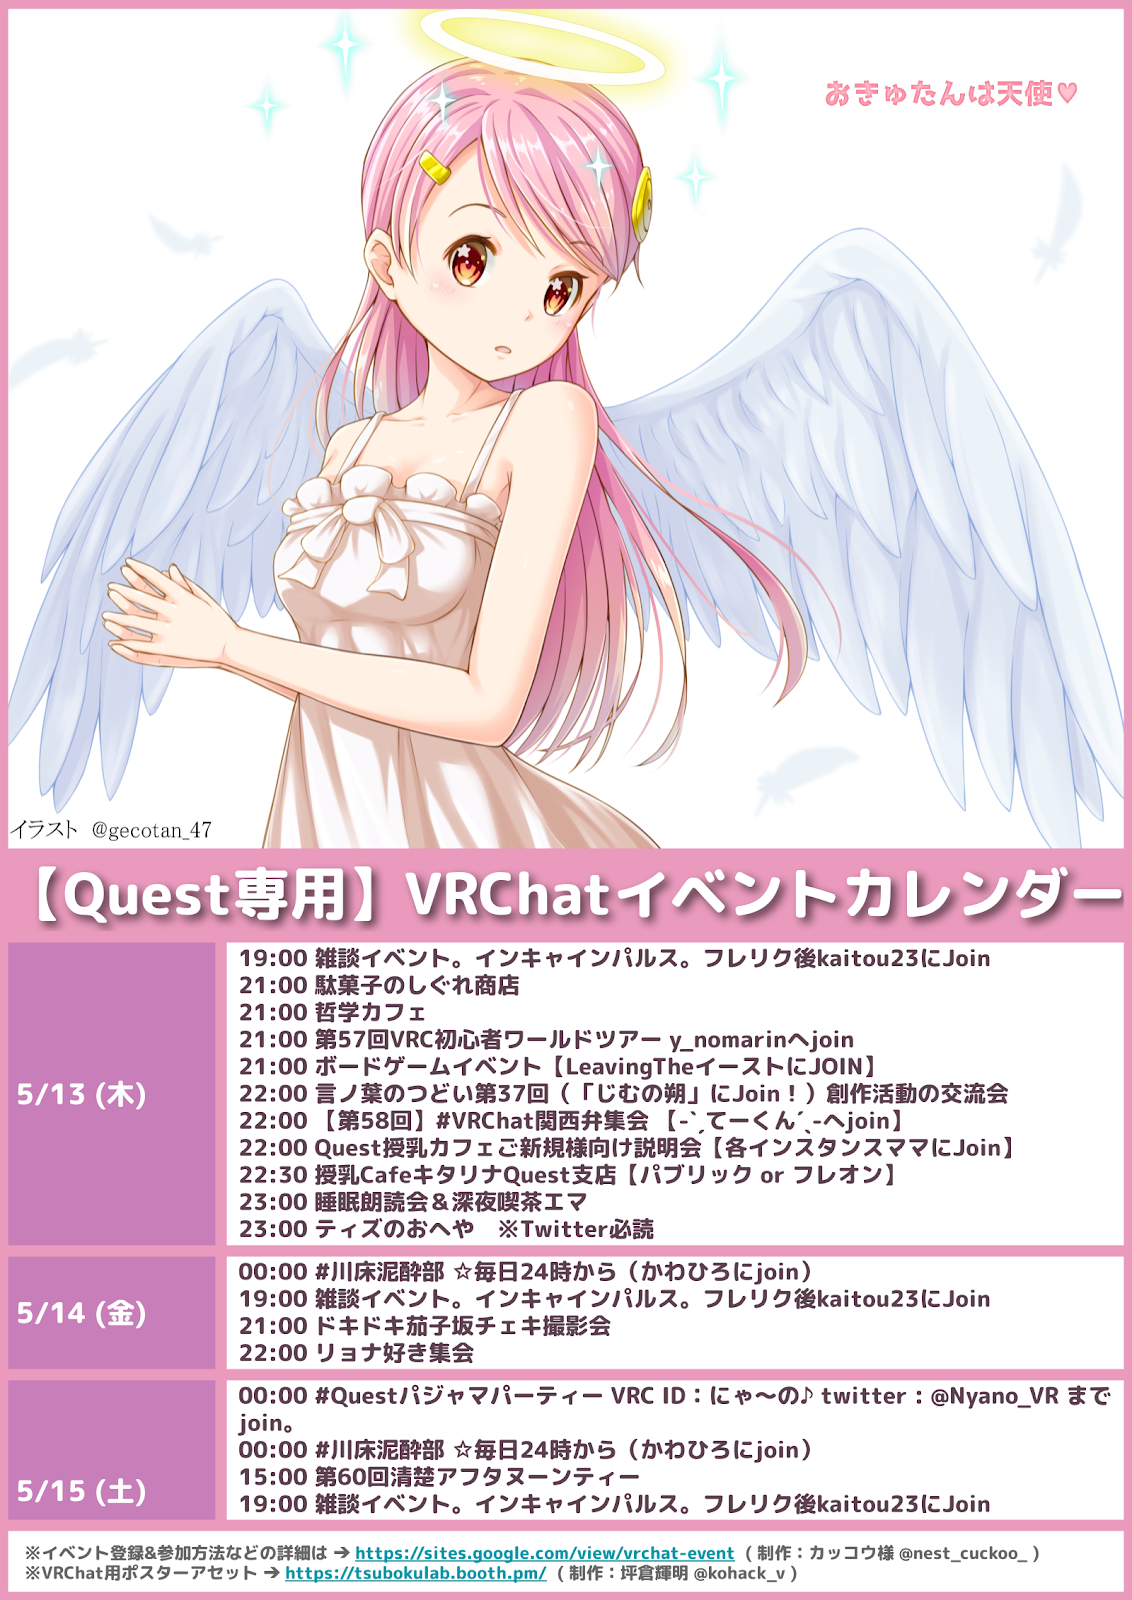 おきゅたんは天使♥
イラスト @gecotan_47
【Quest専用】VRChatイベントカレンダー
5/13 (木)
19:00 雑談イベント。インキャインパルス。フレリク後kaitou23にJoin
21:00 駄菓子のしぐれ商店
21:00 哲学カフェ
21:00 第57回VRC初心者ワールドツアー y_nomarinへjoin
21:00 ボードゲームイベント【LeavingTheイーストにJOIN】
22:00 言ノ葉のつどい第37回（「じむの朔」にJoin！）創作活動の交流会
22:00 【第58回】#VRChat関西弁集会 【-`ˏてーくんˊˎ-へjoin】
22:00 Quest授乳カフェご新規様向け説明会【各インスタンスママにJoin】
22:30 授乳CafeキタリナQuest支店【パブリック or フレオン】
23:00 睡眠朗読会＆深夜喫茶エマ
23:00 ティズのおへや　※Twitter必読
5/14 (金)
00:00 #川床泥酔部 ☆毎日24時から（かわひろにjoin）
19:00 雑談イベント。インキャインパルス。フレリク後kaitou23にJoin
21:00 ドキドキ茄子坂チェキ撮影会
22:00 リョナ好き集会
5/15 (土)
00:00 #Questパジャマパーティー VRC ID：にゃ～の♪ twitter：@Nyano_VR まで
join。
00:00 #川床泥酔部 ☆毎日24時から（かわひろにjoin）
15:00 第60回清楚アフタヌーンティー
19:00 雑談イベント。インキャインパルス。フレリク後kaitou23にJoin
※イベント登録&参加方法などの詳細は → https://sites.google.com/view/vrchat-event （制作：カッコウ様 @nest_cuckoo_）
※VRChat用ポスターアセット → https://tsubokulab.booth.pm/ （制作：坪倉輝明 @kohack_v）